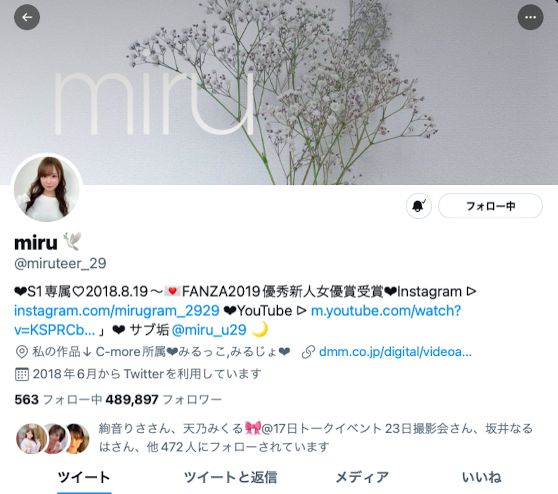 miru
フォロー中
miru 🕊
@miruteer_29
❤S1専属♡2018.8.19〜💌FANZA2019優秀新人女優賞受賞❤Instagram ᐅ
instagram.com/mirugram_2929 ❤YouTube ᐅ m.youtube.com/watch?
v=KSPRCb... 」❤ サブ垢 @miru_u29 🌙
私の作品↓ C-more所属❤みるっこ,みるじょ❤ dmm.co.jp/digital/videoa...
2018年6月からTwitterを利用しています
563 フォロー中 489,897 フォロワー
絢音りささん、天乃みくる🎀@17日トークイベント23日撮影会さん、坂井なる
はさん、他472人にフォローされています
ツイート ツイートと返信 メディア いいね